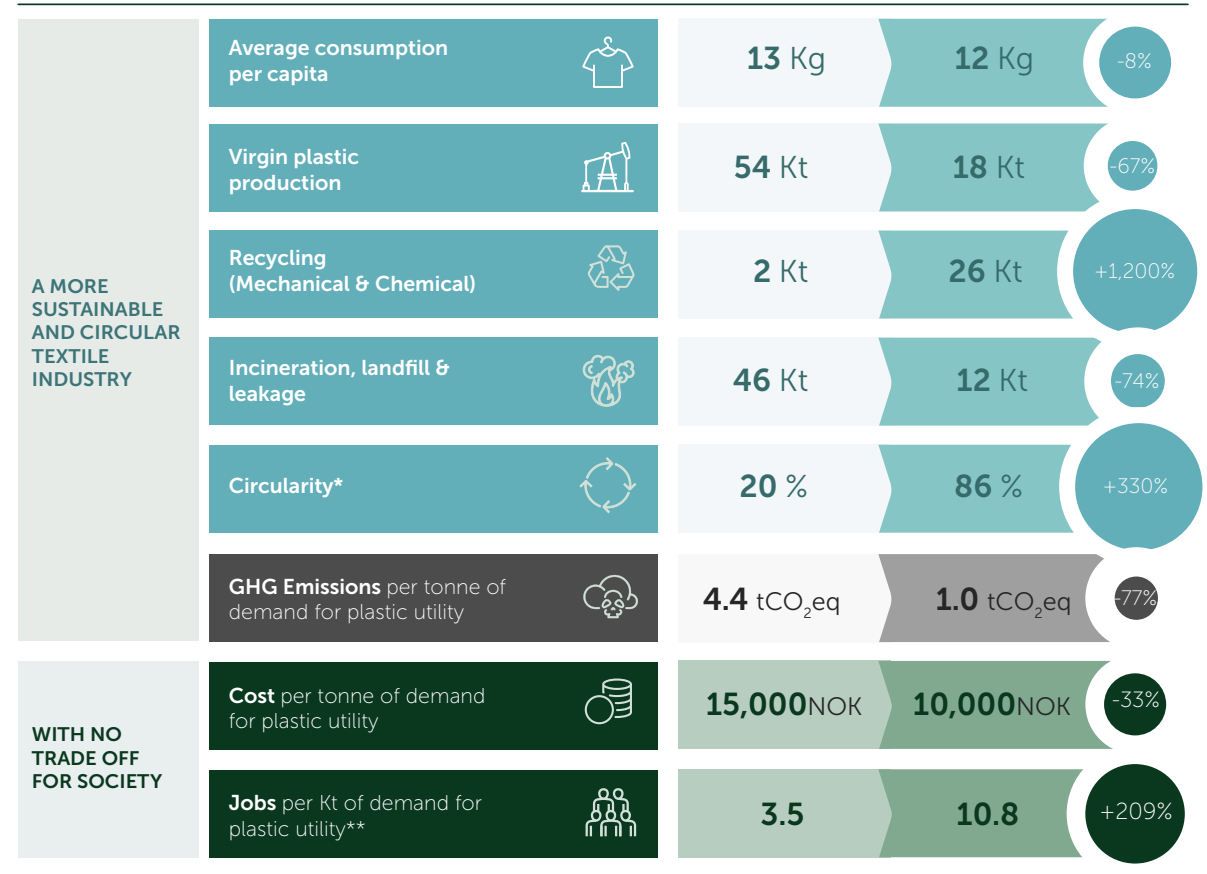 Average consumption
per capita
13 Kg
12 Kg
-8%
Virgin plastic
production
54 Kt
18 Kt
-67%
A MORE
SUSTAINABLE
AND CIRCULAR
TEXTILE
INDUSTRY
Recycling
(Mechanical & Chemical)
2 Kt
26 Kt
+1,200%
Incineration, landfill &
leakage
46 Kt
12 Kt
-74%
Circularity*
20 %
86 %
+330%
GHG Emissions per tonne of
demand for plastic utility
4.4 tCO₂eq
1.0 tCO₂eq
-77%
WITH NO
TRADE OFF
FOR SOCIETY
Cost per tonne of demand
for plastic utility
15,000NOK
10,000NOK
-33%
Jobs per Kt of demand for
plastic utility**
3.5
10.8
+209%